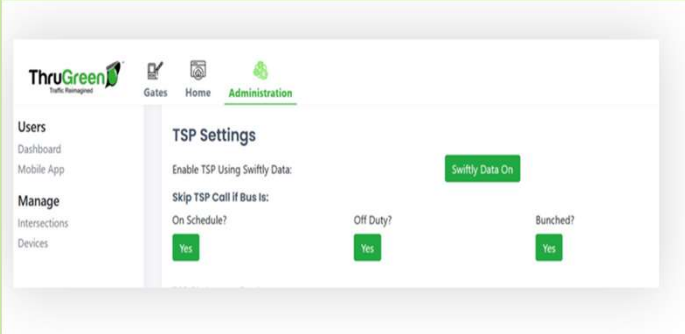 ThruGreen
Traffic Reimagined
Gates Home Administration
Users
Dashboard
Mobile App
Manage
Intersections
Devices
TSP Settings
Enable TSP Using Swiftly Data: Swiftly Data On
Skip TSP Call if Bus Is:
On Schedule? Off Duty? Bunched?
Yes Yes Yes